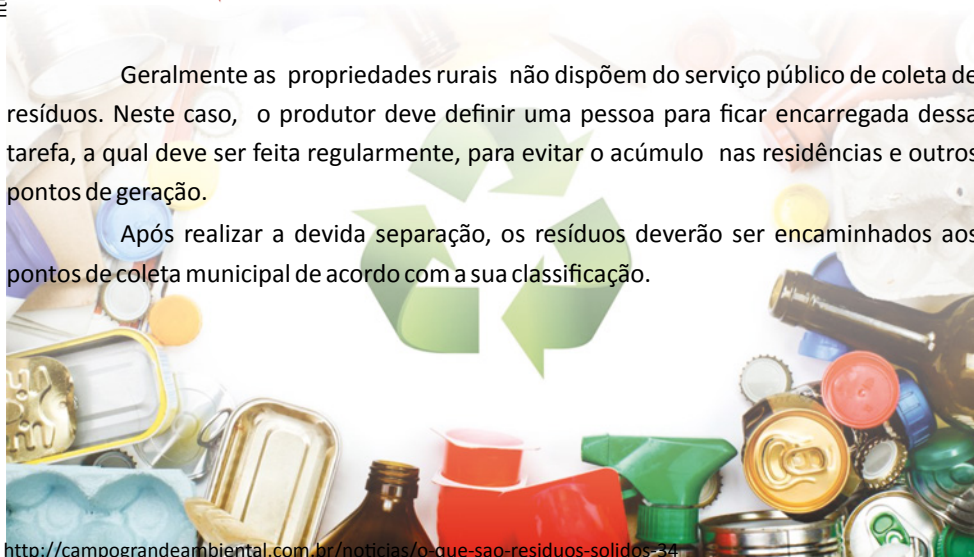 Geralmente as propriedades rurais não dispõem do serviço público de coleta de
resíduos. Neste caso, o produtor deve definir uma pessoa para ficar encarregada dessa
tarefa, a qual deve ser feita regularmente, para evitar o acúmulo nas residências e outros
pontos de geração.
Após realizar a devida separação, os resíduos deverão ser encaminhados aos
pontos de coleta municipal de acordo com a sua classificação.
http://campograndeambiental.com.br/noticias/o-que-sao-residuos-solidos-34